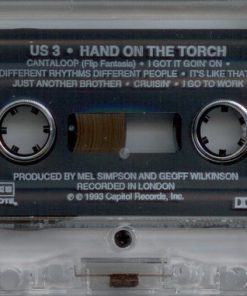 US 3 • HAND ON THE TORCH
CANTALOOP (Flip Fantasia) • I GOT IT GOIN' ON •
DIFFERENT RHYTHMS DIFFERENT PEOPLE • IT'S LIKE THAT
JUST ANOTHER BROTHER • CRUISIN' • I GO TO WORK
PRODUCED BY MEL SIMPSON AND GEOFF WILKINSON
RECORDED IN LONDON
℗ © 1993 Capitol Records, Inc.